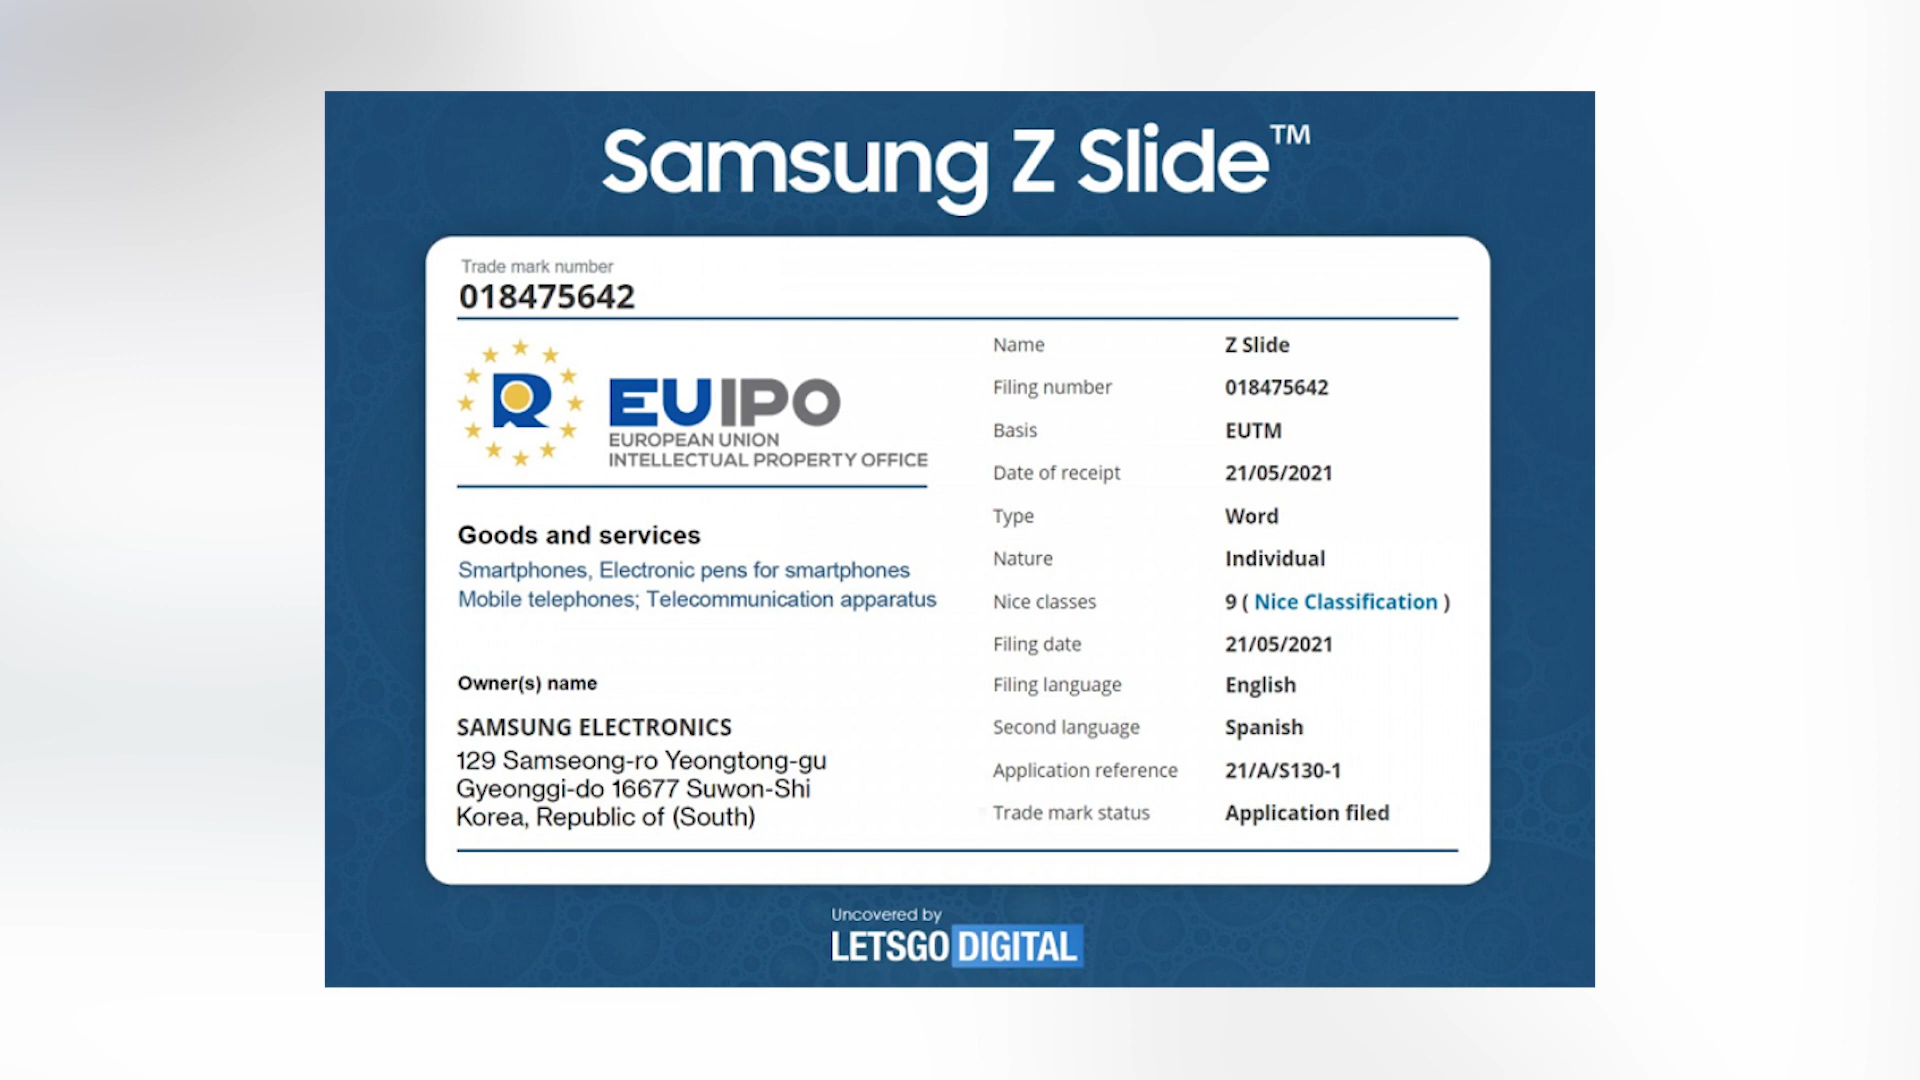 Samsung Z Slide™
Trade mark number
018475642
R
EUIPO
EUROPEAN UNION
INTELLECTUAL PROPERTY OFFICE
Goods and services
Smartphones, Electronic pens for smartphones
Mobile telephones; Telecommunication apparatus
Owner(s) name
SAMSUNG ELECTRONICS
129 Samseong-ro Yeongtong-gu
Gyeonggi-do 16677 Suwon-Shi
Korea, Republic of (South)
Name Z Slide
Filing number 018475642
Basis EUTM
Date of receipt 21/05/2021
Type Word
Nature Individual
Nice classes 9 ( Nice Classification )
Filing date 21/05/2021
Filing language English
Second language Spanish
Application reference 21/A/S130-1
Trade mark status Application filed
Uncovered by
LETSGO DIGITAL